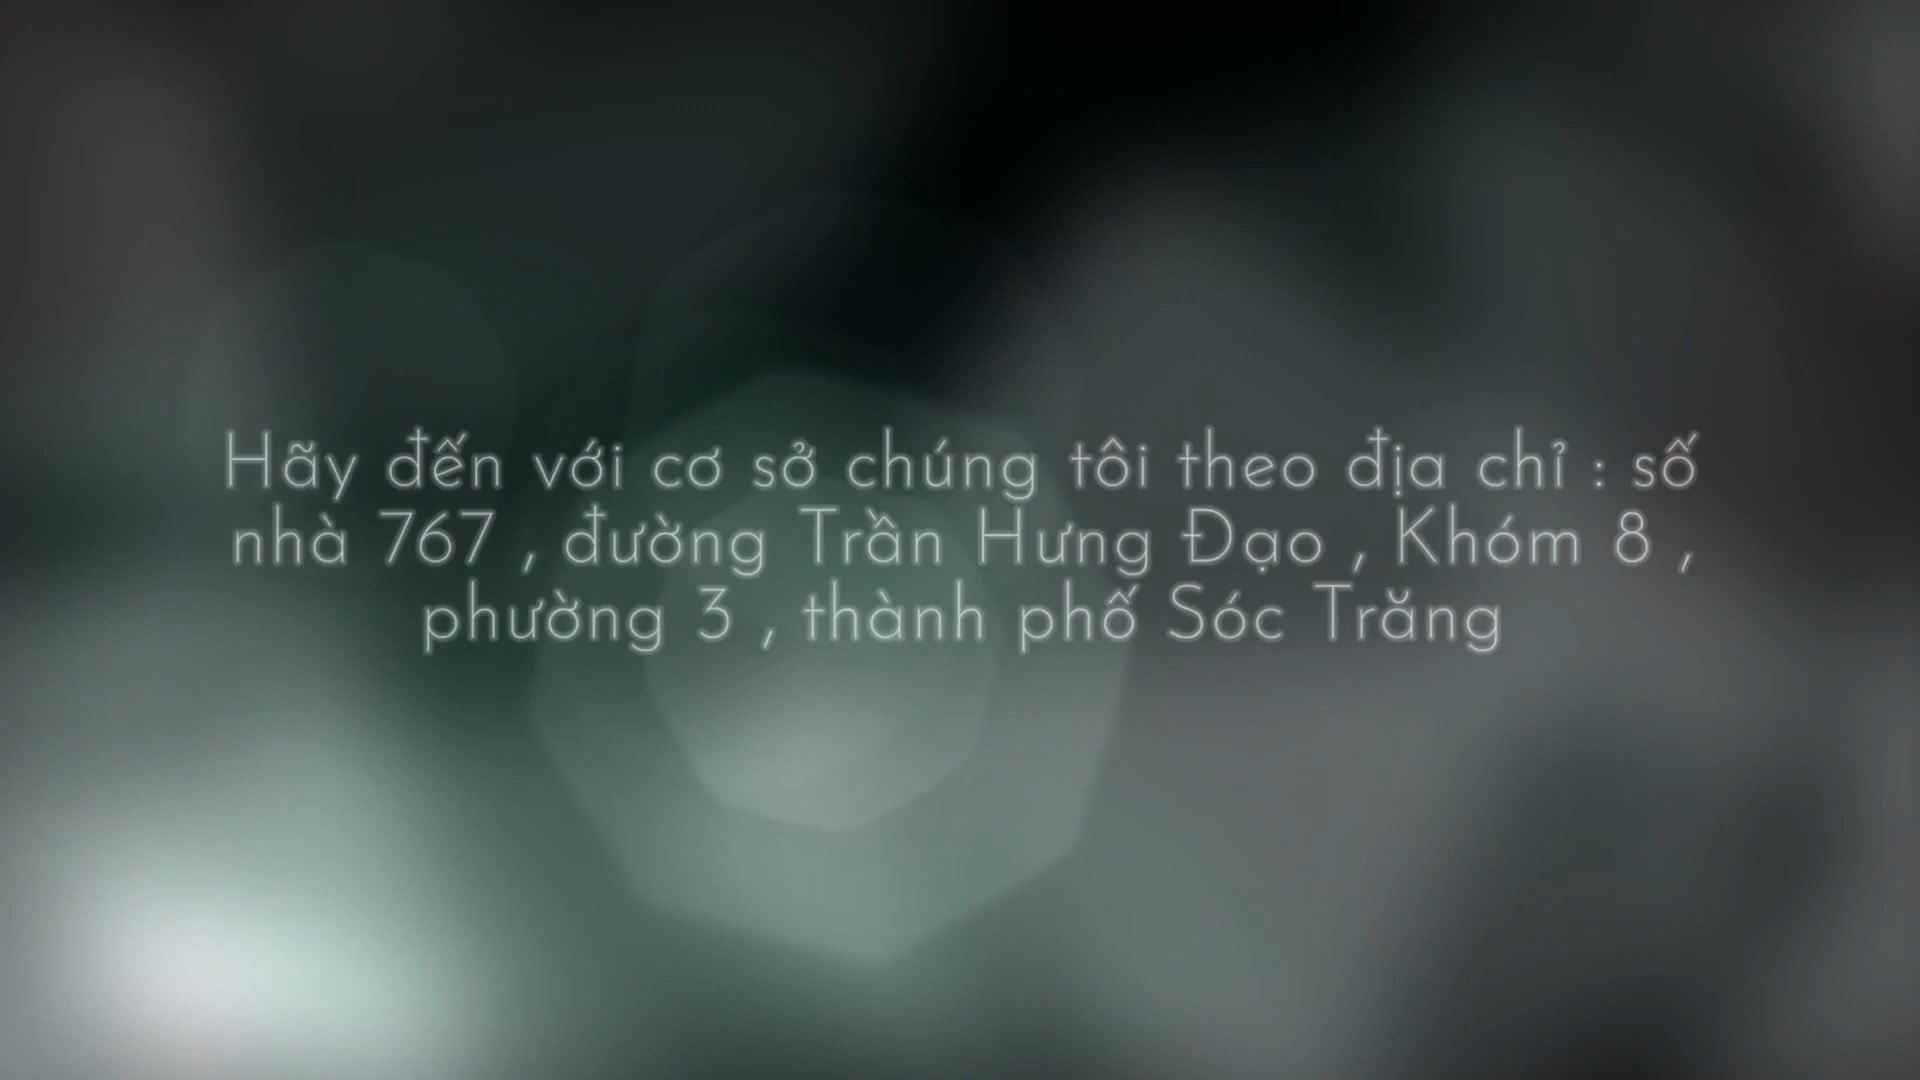 Hãy đến với cơ sở chúng tôi theo địa chỉ : số
nhà 767 , đường Trần Hưng Đạo , Khóm 8 ,
phường 3 , thành phố Sóc Trăng